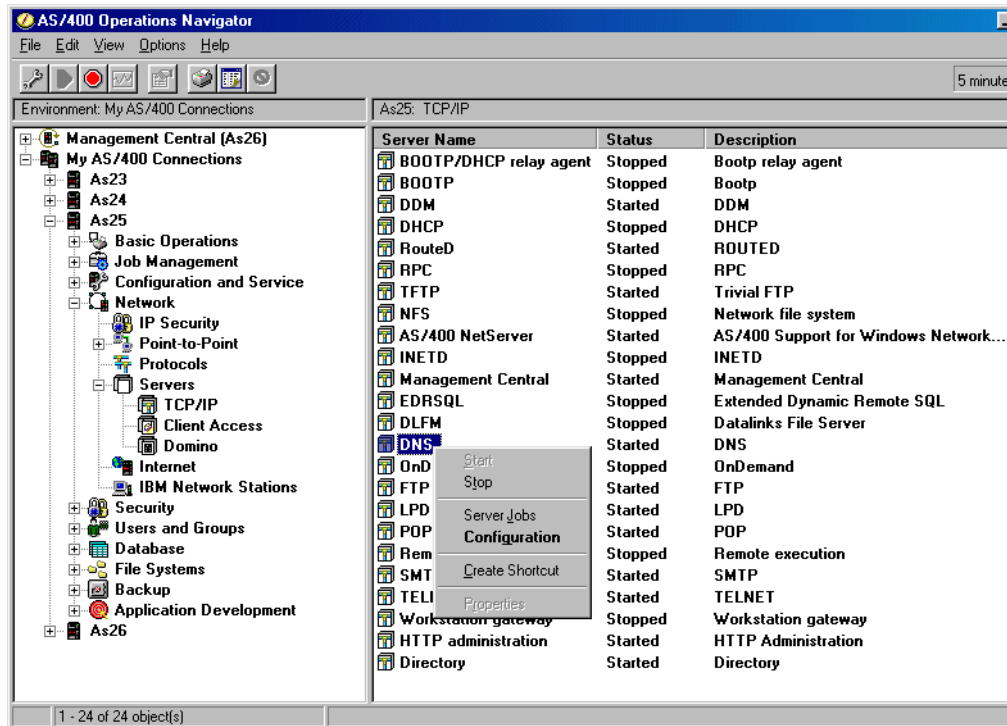 AS/400 Operations Navigator
File Edit View Options Help
5 minute
Environment: My AS/400 Connections
As25: TCP/IP
Management Central (As26)
My AS/400 Connections
As23
As24
As25
Basic Operations
Job Management
Configuration and Service
Network
IP Security
Point-to-Point
Protocols
Servers
TCP/IP
Client Access
Domino
Internet
IBM Network Stations
Security
Users and Groups
Database
File Systems
Backup
Application Development
As26
Server Name Status Description
BOOTP/DHCP relay agent Stopped Bootp relay agent
BOOTP Stopped Bootp
DDM Started DDM
DHCP Stopped DHCP
RouteD Started ROUTED
RPC Stopped RPC
TFTP Started Trivial FTP
NFS Stopped Network file system
AS/400 NetServer Started AS/400 Support for Windows Network...
INETD Stopped INETD
Management Central Started Management Central
EDRSQL Started Extended Dynamic Remote SQL
DLFM Stopped Datalinks File Server
DNS Started DNS
OnD Stopped OnDemand
FTP Started FTP
LPD Started LPD
POP Started POP
Rem Stopped Remote execution
SMT Started SMTP
TELI Started TELNET
Workstation gateway Stopped Workstation gateway
HTTP administration Started HTTP Administration
Directory Started Directory
Start
Stop
Server Jobs
Configuration
Create Shortcut
Properties
1 - 24 of 24 object(s)